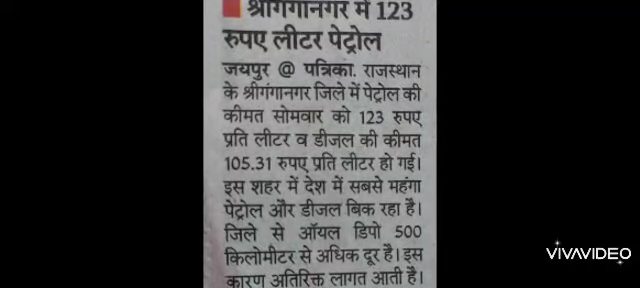 श्रीगंगानगर में 123
रुपए लीटर पेट्रोल
जयपुर @ पत्रिका. राजस्थान
के श्रीगंगानगर जिले में पेट्रोल की
कीमत सोमवार को 123 रुपए
प्रति लीटर व डीजल की कीमत
105.31 रुपए प्रति लीटर हो गई।
इस शहर में देश में सबसे महंगा
पेट्रोल और डीजल बिक रहा है।
जिले से ऑयल डिपो 500
किलोमीटर से अधिक दूर है। इस
कारण अतिरिक्त लागत आती है।
VIVAVIDEO